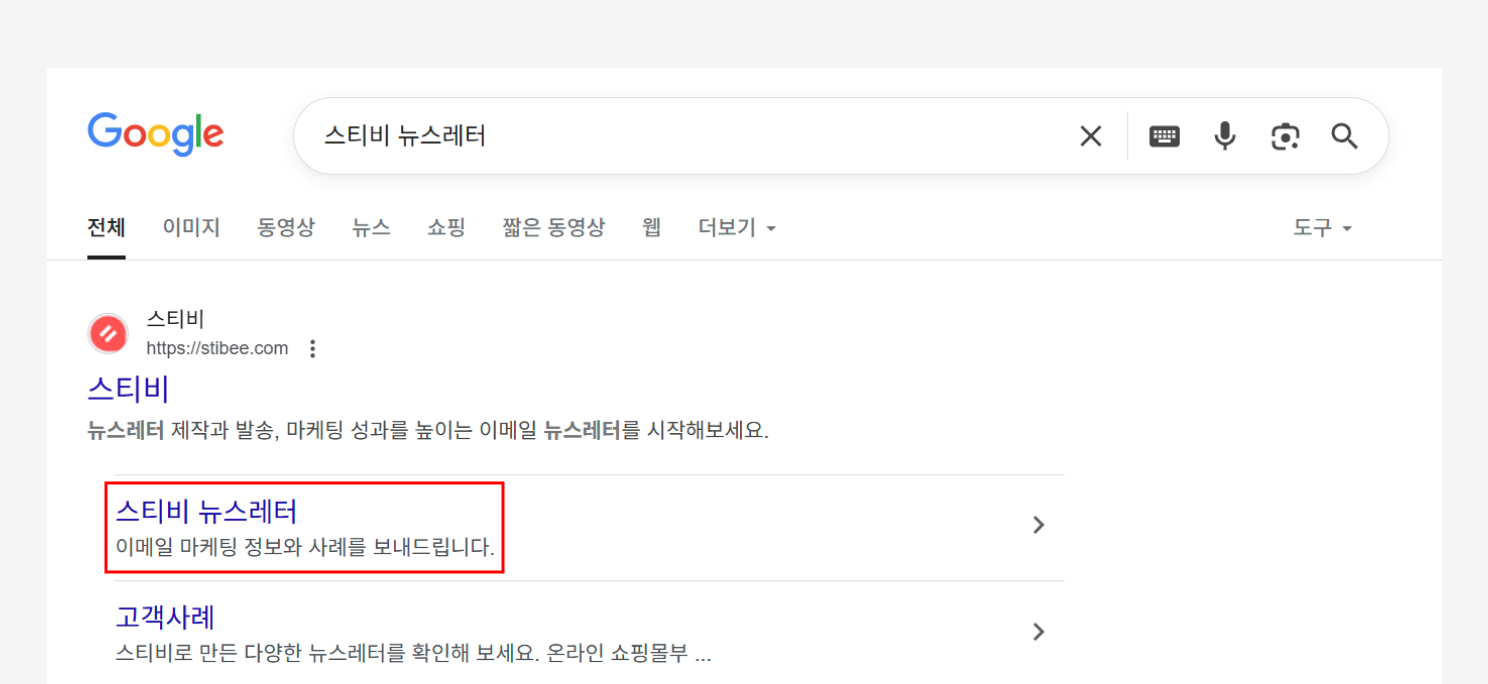 Google
스티비 뉴스레터
전체 이미지 동영상 뉴스 쇼핑 짧은 동영상 웹 더보기 도구
스티비
https://stibee.com
스티비
뉴스레터 제작과 발송, 마케팅 성과를 높이는 이메일 뉴스레터를 시작해보세요.
스티비 뉴스레터
이메일 마케팅 정보와 사례를 보내드립니다.
고객사례
스티비로 만든 다양한 뉴스레터를 확인해 보세요. 온라인 쇼핑몰부 ...